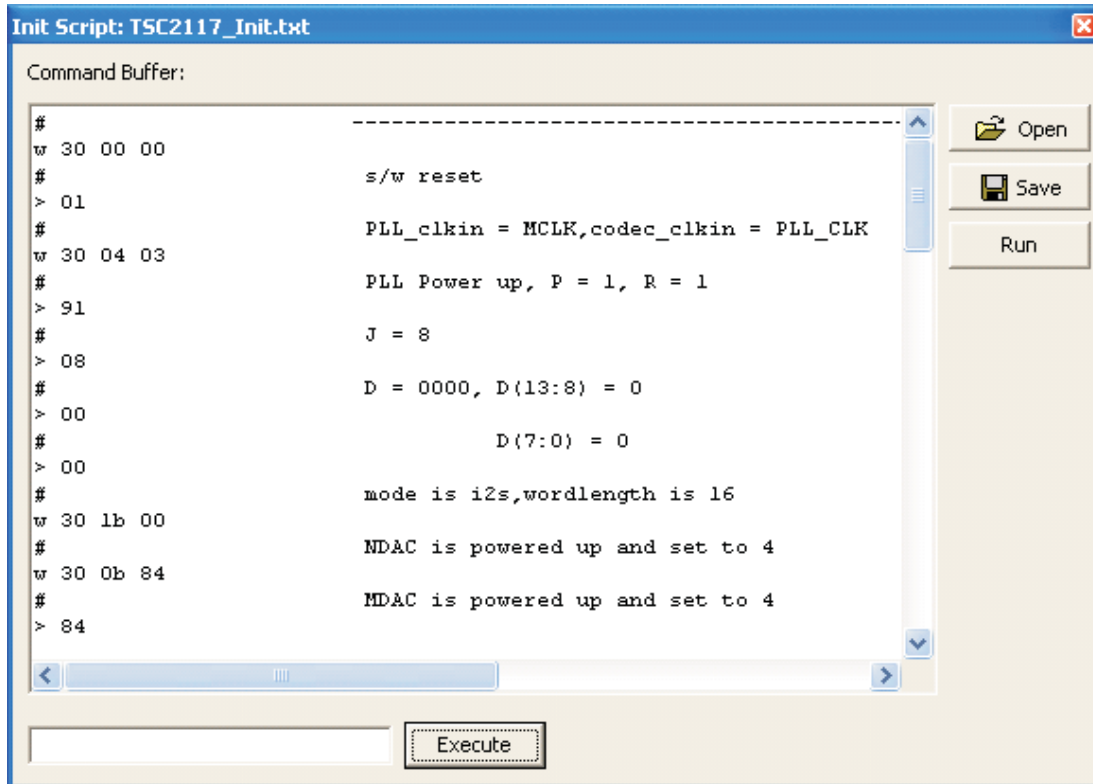 Init Script: TSC2117_Init.txt
Command Buffer:
# -----------------------------------------
w 30 00 00
# s/w reset
> 01
# PLL_clkin = MCLK,codec_clkin = PLL_CLK
w 30 04 03
# PLL Power up, P = 1, R = 1
> 91
# J = 8
> 08
# D = 0000, D(13:8) = 0
> 00
# D(7:0) = 0
> 00
# mode is i2s,wordlength is 16
w 30 1b 00
# NDAC is powered up and set to 4
w 30 0b 84
# MDAC is powered up and set to 4
> 84
Open
Save
Run
Execute